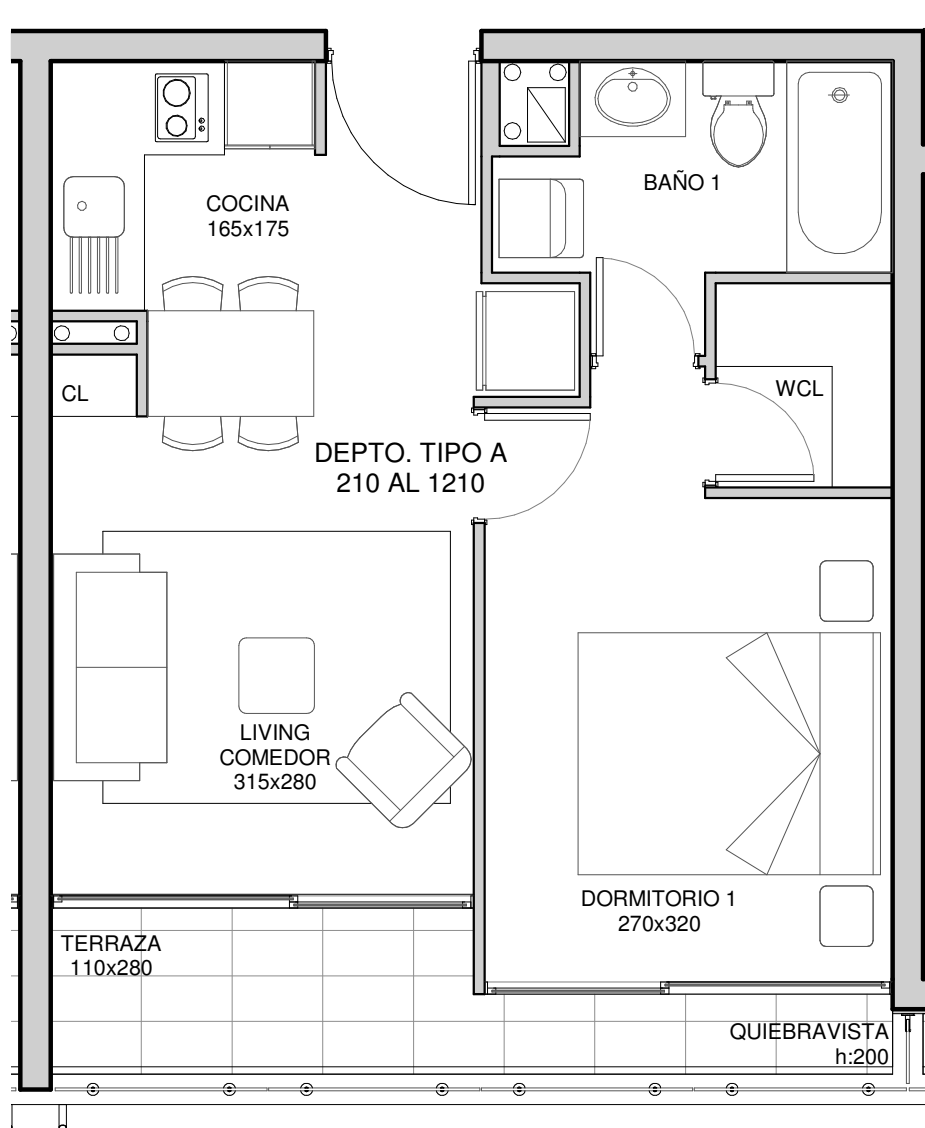 COCINA
165x175
BAÑO 1
CL
WCL
DEPTO. TIPO A
210 AL 1210
LIVING
COMEDOR
315x280
DORMITORIO 1
270x320
TERRAZA
110x280
QUIEBRAVISTA
h:200